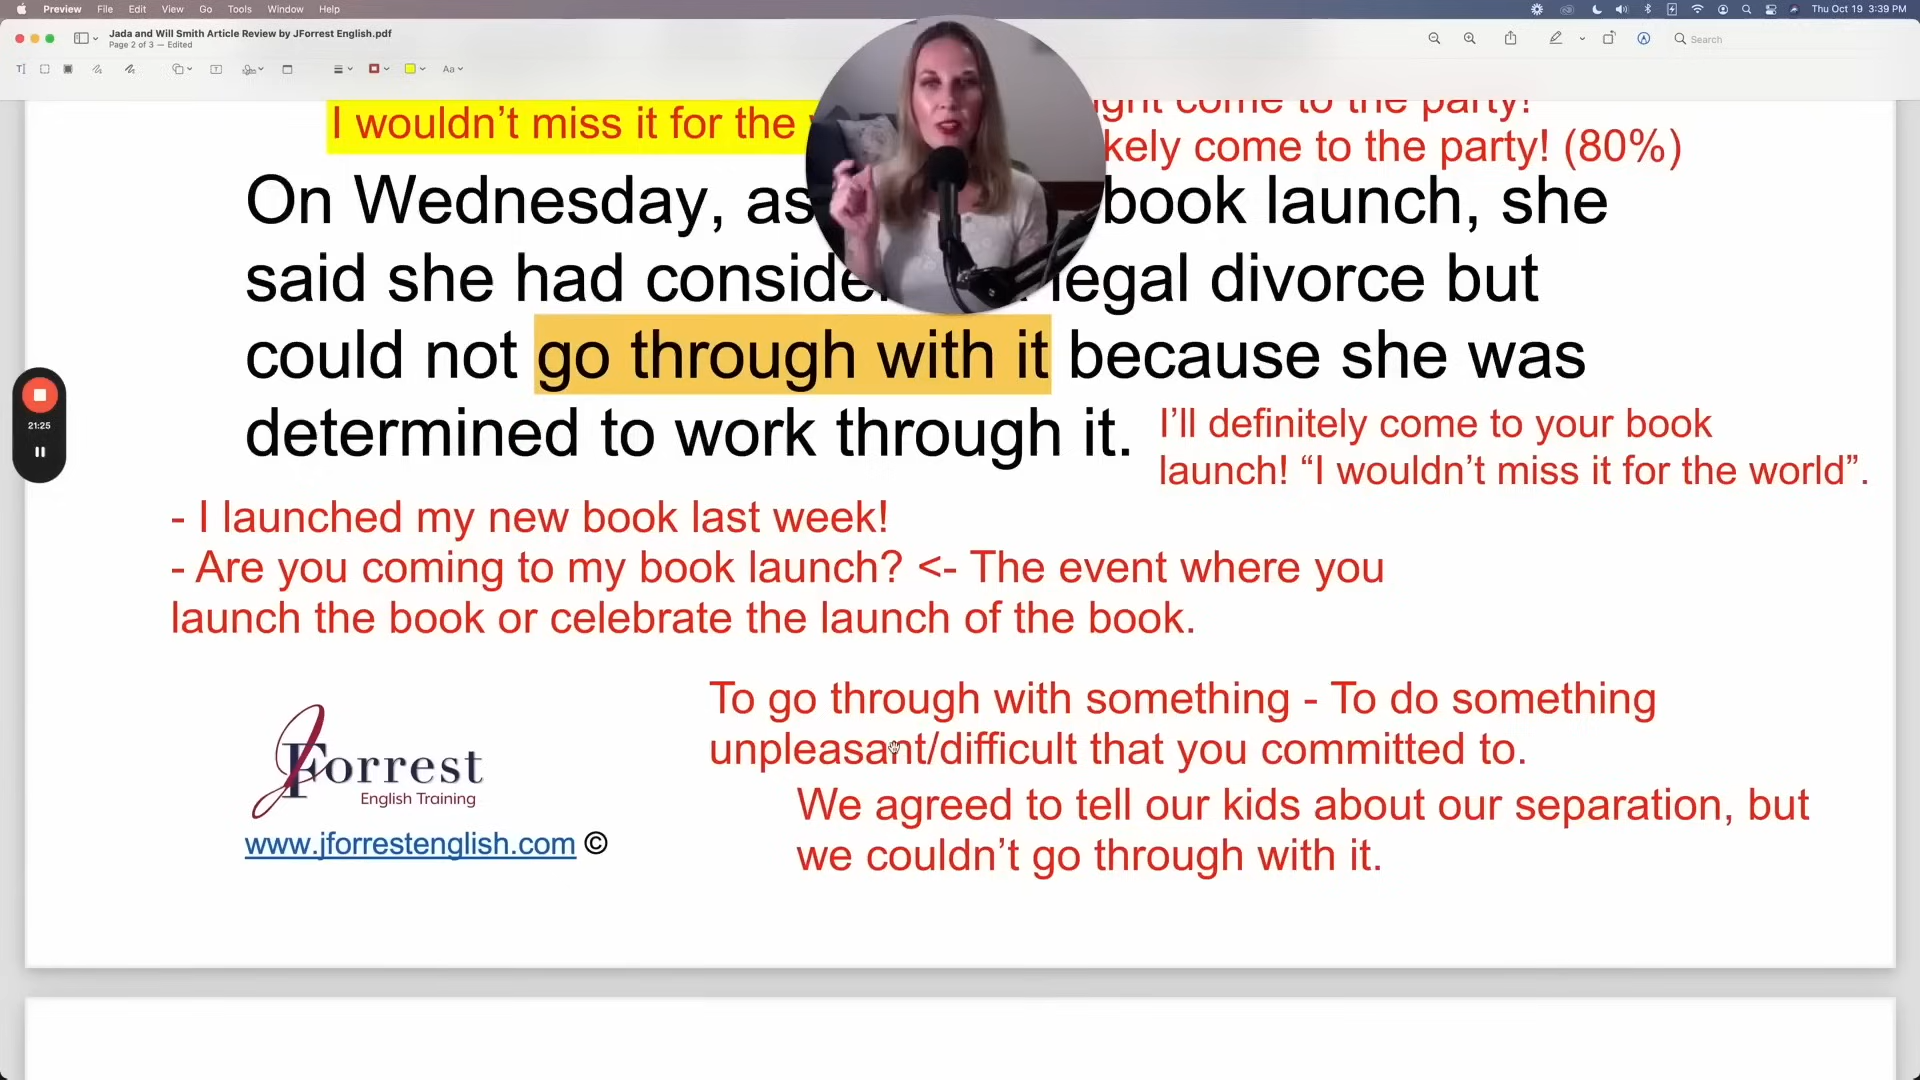 Preview File Edit View Go Tools Window Help
Thu Oct 19 3:39 PM
Jada and Will Smith Article Review by JForrest English.pdf
Page 2 of 3 — Edited
Search
Aa
I wouldn't miss it for the
come to the party!
come to the party! (80%)
On Wednesday, as book launch, she
said she had legal divorce but
could not go through with it because she was
determined to work through it.
I'll definitely come to your book
launch! “I wouldn't miss it for the world”.
21:25
- I launched my new book last week!
- Are you coming to my book launch? <- The event where you
launch the book or celebrate the launch of the book.
To go through with something - To do something
unpleasant/difficult that you committed to.
We agreed to tell our kids about our separation, but
we couldn't go through with it.
JForrest
English Training
www.jforrestenglish.com ©